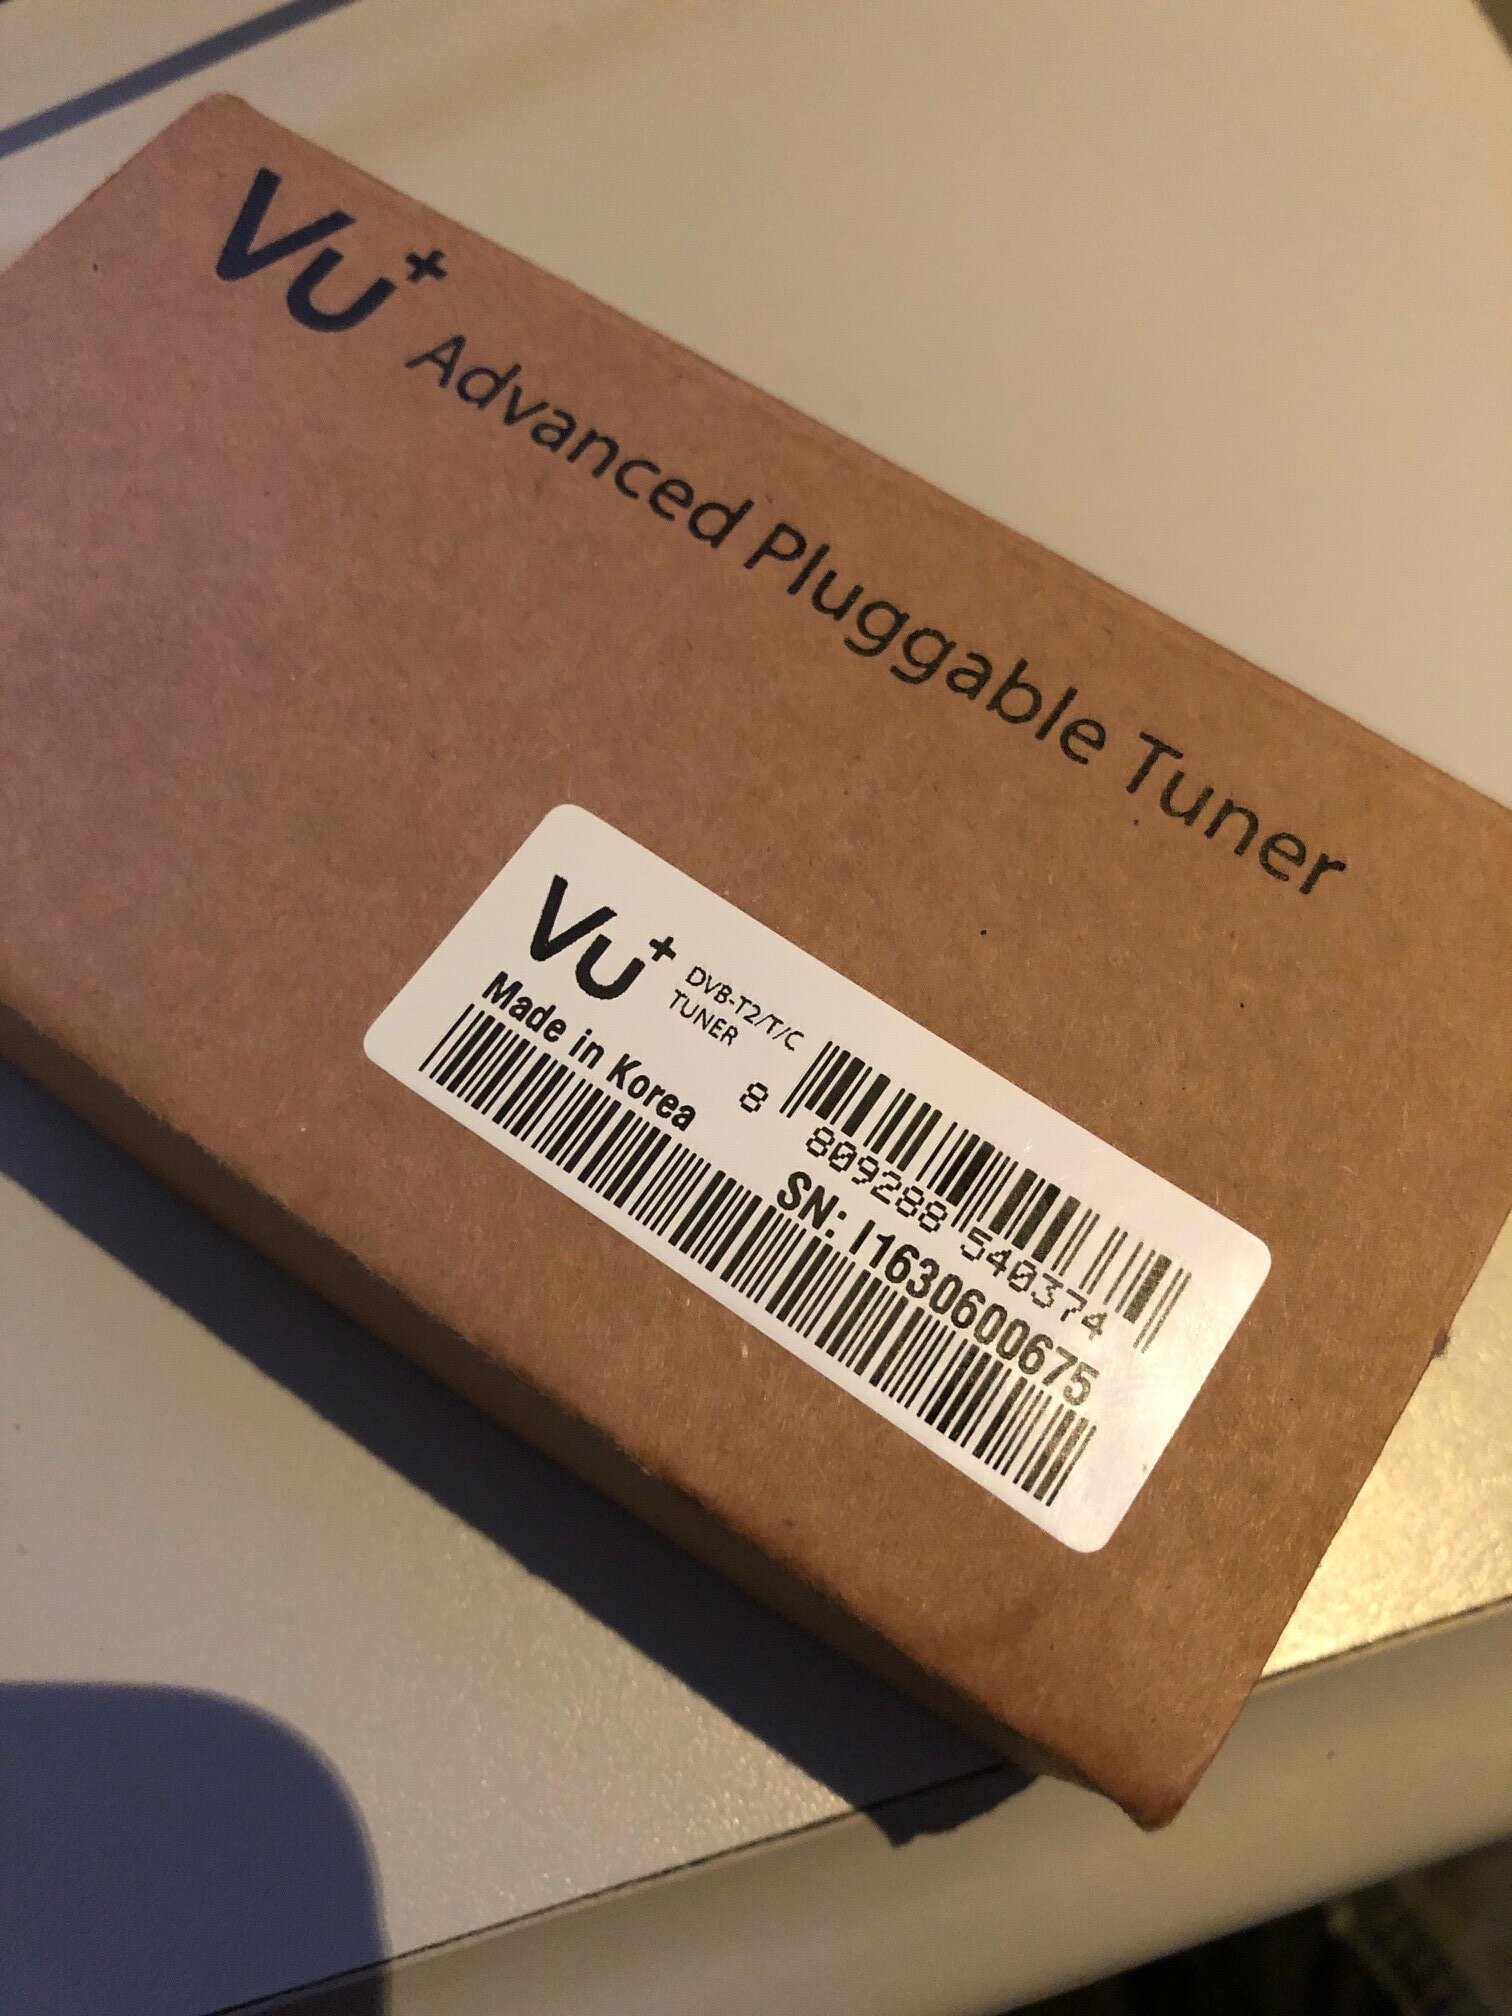 Vu+ Advanced Pluggable Tuner
Vu+ DVB-T2/T/C
TUNER
Made in Korea
8 809288 540374
SN: I1630600675